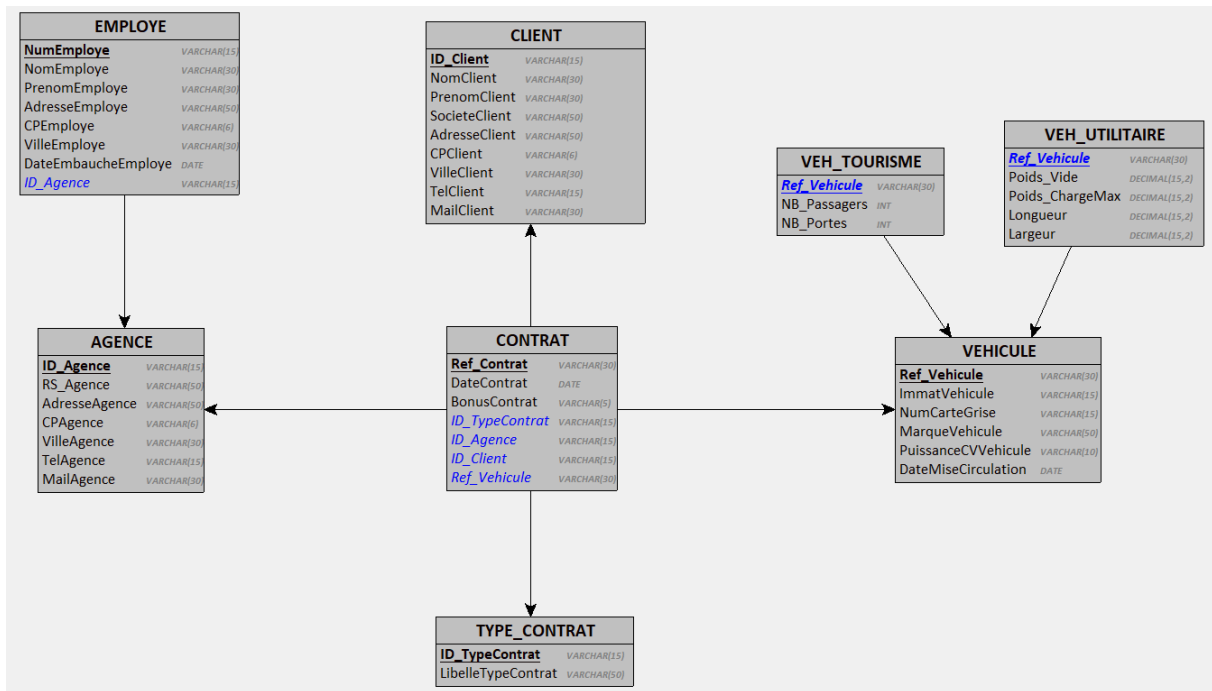 EMPLOYE
NumEmploye VARCHAR(15)
NomEmploye VARCHAR(30)
PrenomEmploye VARCHAR(30)
AdresseEmploye VARCHAR(50)
CPEmploye VARCHAR(6)
VilleEmploye VARCHAR(30)
DateEmbaucheEmploye DATE
ID_Agence VARCHAR(15)
CLIENT
ID_Client VARCHAR(15)
NomClient VARCHAR(30)
PrenomClient VARCHAR(30)
SocieteClient VARCHAR(50)
AdresseClient VARCHAR(50)
CPClient VARCHAR(6)
VilleClient VARCHAR(30)
TelClient VARCHAR(15)
MailClient VARCHAR(30)
VEH_TOURISME
Ref_Vehicule VARCHAR(30)
NB_Passagers INT
NB_Portes INT
VEH_UTILITAIRE
Ref_Vehicule VARCHAR(30)
Poids_Vide DECIMAL(15,2)
Poids_ChargeMax DECIMAL(15,2)
Longueur DECIMAL(15,2)
Largeur DECIMAL(15,2)
AGENCE
ID_Agence VARCHAR(15)
RS_Agence VARCHAR(50)
AdresseAgence VARCHAR(50)
CPAgence VARCHAR(6)
VilleAgence VARCHAR(30)
TelAgence VARCHAR(15)
MailAgence VARCHAR(30)
CONTRAT
Ref_Contrat VARCHAR(30)
DateContrat DATE
BonusContrat VARCHAR(5)
ID_TypeContrat VARCHAR(15)
ID_Agence VARCHAR(15)
ID_Client VARCHAR(15)
Ref_Vehicule VARCHAR(30)
VEHICULE
Ref_Vehicule VARCHAR(30)
ImmatVehicule VARCHAR(15)
NumCarteGrise VARCHAR(15)
MarqueVehicule VARCHAR(50)
PuissanceCVVehicule VARCHAR(10)
DateMiseCirculation DATE
TYPE_CONTRAT
ID_TypeContrat VARCHAR(15)
LibelleTypeContrat VARCHAR(50)